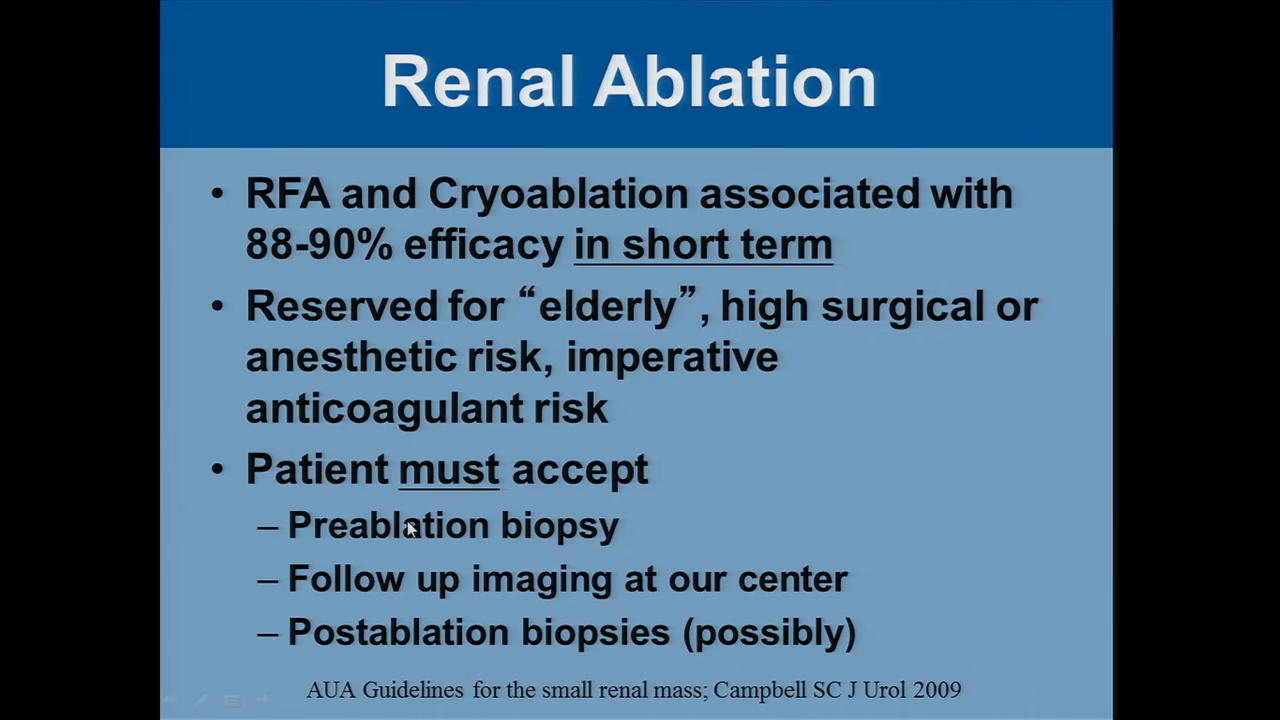 Renal Ablation
• RFA and Cryoablation associated with
88-90% efficacy in short term
• Reserved for “elderly”, high surgical or
anesthetic risk, imperative
anticoagulant risk
• Patient must accept
– Preablation biopsy
– Follow up imaging at our center
– Postablation biopsies (possibly)
AUA Guidelines for the small renal mass; Campbell SC J Urol 2009